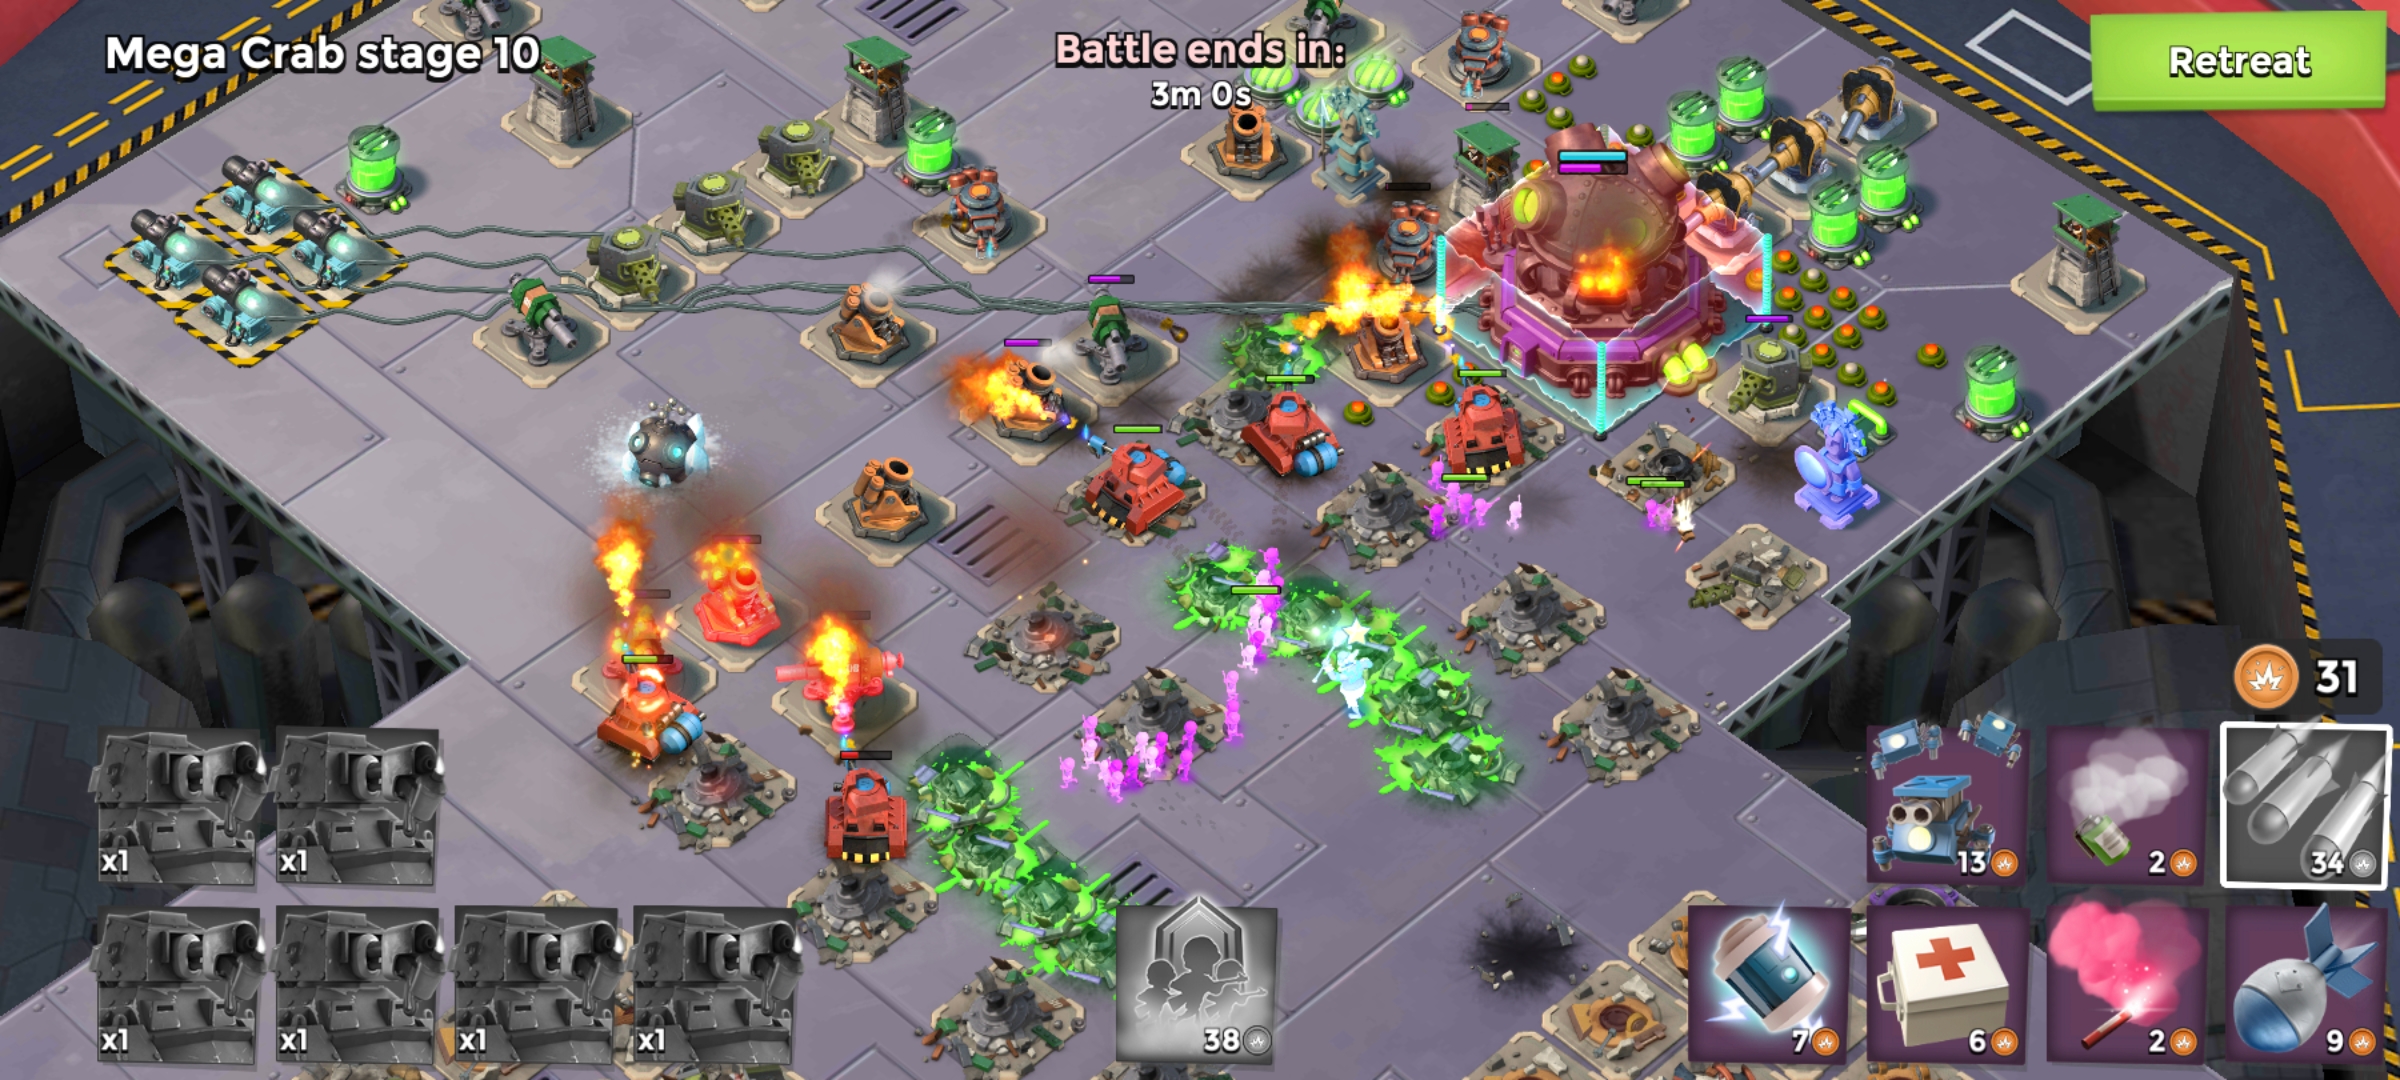 Mega Crab stage 10
Battle ends in:
3m 0s
Retreat
31
13
2
34
x1
x1
x1
x1
x1
x1
38
7
6
2
9